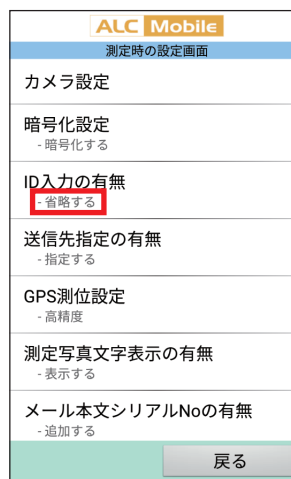 ALC Mobile
測定時の設定画面
カメラ設定
暗号化設定
- 暗号化する
ID入力の有無
- 省略する
送信先指定の有無
- 指定する
GPS測位設定
- 高精度
測定写真文字表示の有無
- 表示する
メール本文シリアルNoの有無
- 追加する
戻る